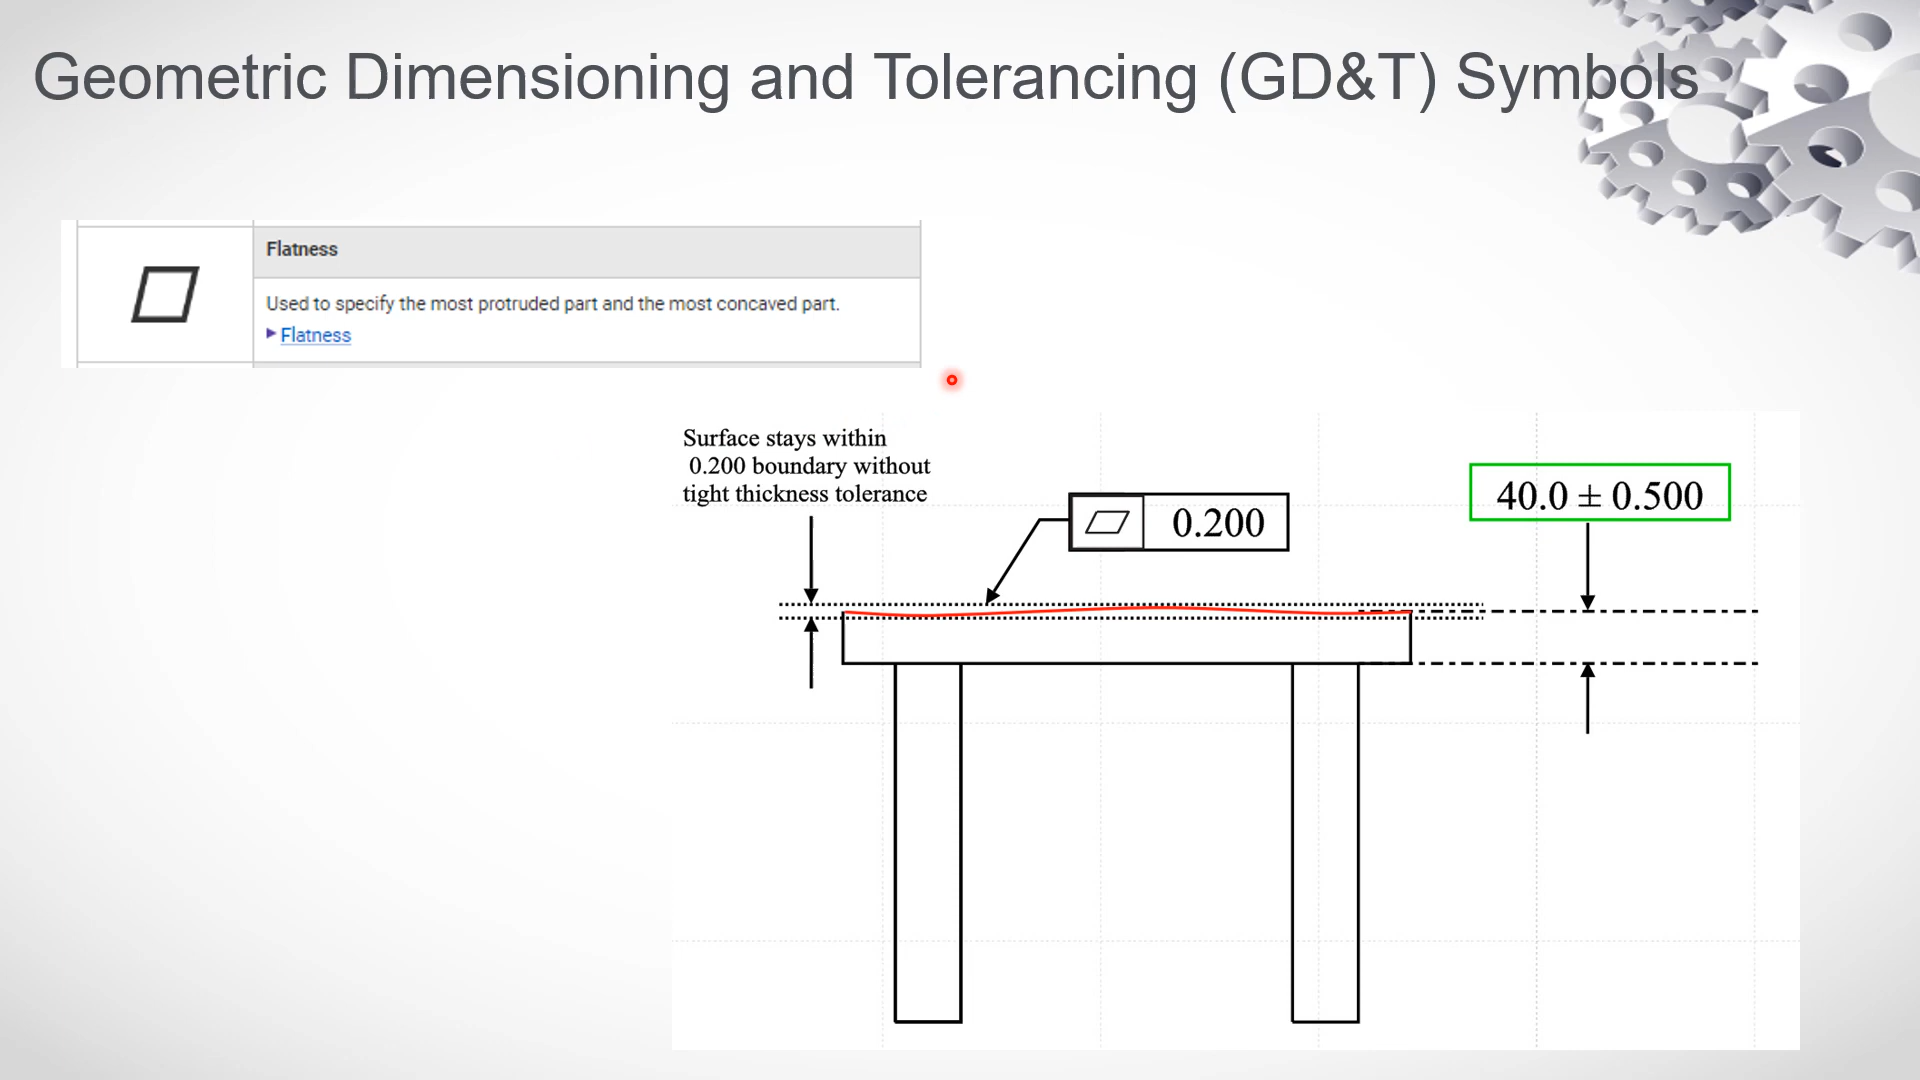 Geometric Dimensioning and Tolerancing (GD&T) Symbols
Flatness
Used to specify the most protruded part and the most concaved part.
Flatness
Surface stays within
0.200 boundary without
tight thickness tolerance
0.200
40.0 ± 0.500